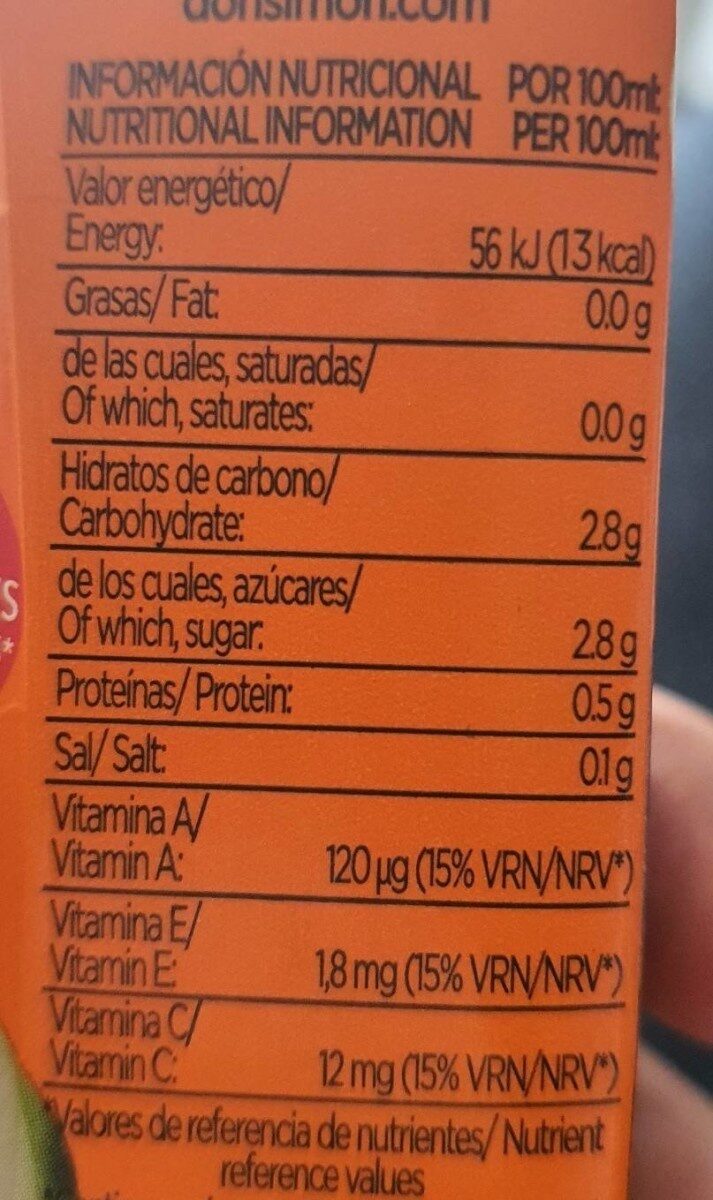 donsimon.com
INFORMACIÓN NUTRICIONAL POR 100ml
NUTRITIONAL INFORMATION PER 100ml
Valor energético/
Energy: 56 kJ (13 kcal)
Grasas/ Fat: 0.0 g
de las cuales, saturadas/
Of which, saturates: 0.0 g
Hidratos de carbono/
Carbohydrate: 2.8g
de los cuales, azúcares/
Of which, sugar: 2.8 g
Proteínas/ Protein: 0.5 g
Sal/ Salt: 0.1 g
Vitamina A/
Vitamin A: 120 µg (15% VRN/NRV*)
Vitamina E/
Vitamin E: 1,8 mg (15% VRN/NRV*)
Vitamina C/
Vitamin C: 12 mg (15% VRN/NRV*)
*Valores de referencia de nutrientes/ Nutrient
reference values